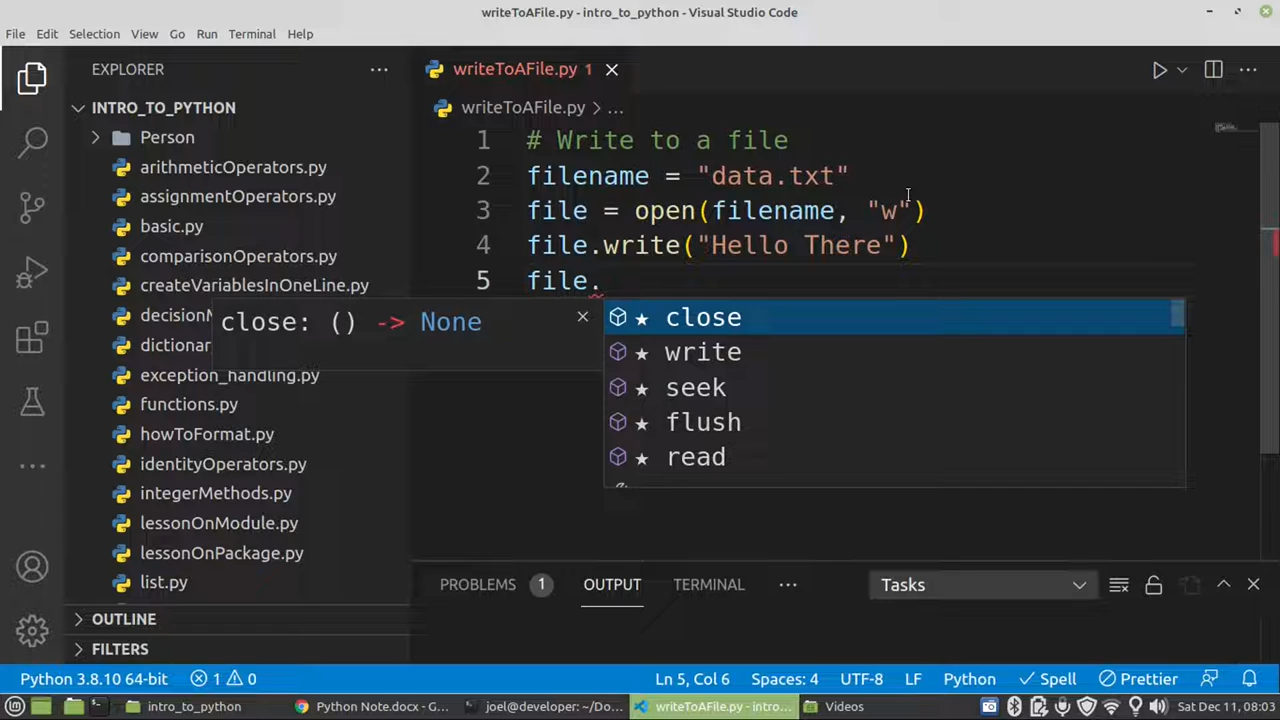 writeToAFile.py - intro_to_python - Visual Studio Code
File Edit Selection View Go Run Terminal Help
EXPLORER
INTRO_TO_PYTHON
Person
arithmeticOperators.py
assignmentOperators.py
basic.py
comparisonOperators.py
createVariablesInOneLine.py
decisionM
dictionar
exception_handling.py
functions.py
howToFormat.py
identityOperators.py
integerMethods.py
lessonOnModule.py
lessonOnPackage.py
list.py
OUTLINE
FILTERS
writeToAFile.py 1
writeToAFile.py > ...
1 # Write to a file
2 filename = "data.txt"
3 file = open(filename, "w")
4 file.write("Hello There")
5 file.
close: () -> None
close
write
seek
flush
read
PROBLEMS 1 OUTPUT TERMINAL ... Tasks
Python 3.8.10 64-bit 1 0 Ln 5, Col 6 Spaces: 4 UTF-8 LF Python Spell Prettier
intro_to_python Python Note.docx - G... joel@developer: ~/Do... writeToAFile.py - intro... Videos Sat Dec 11, 08:03